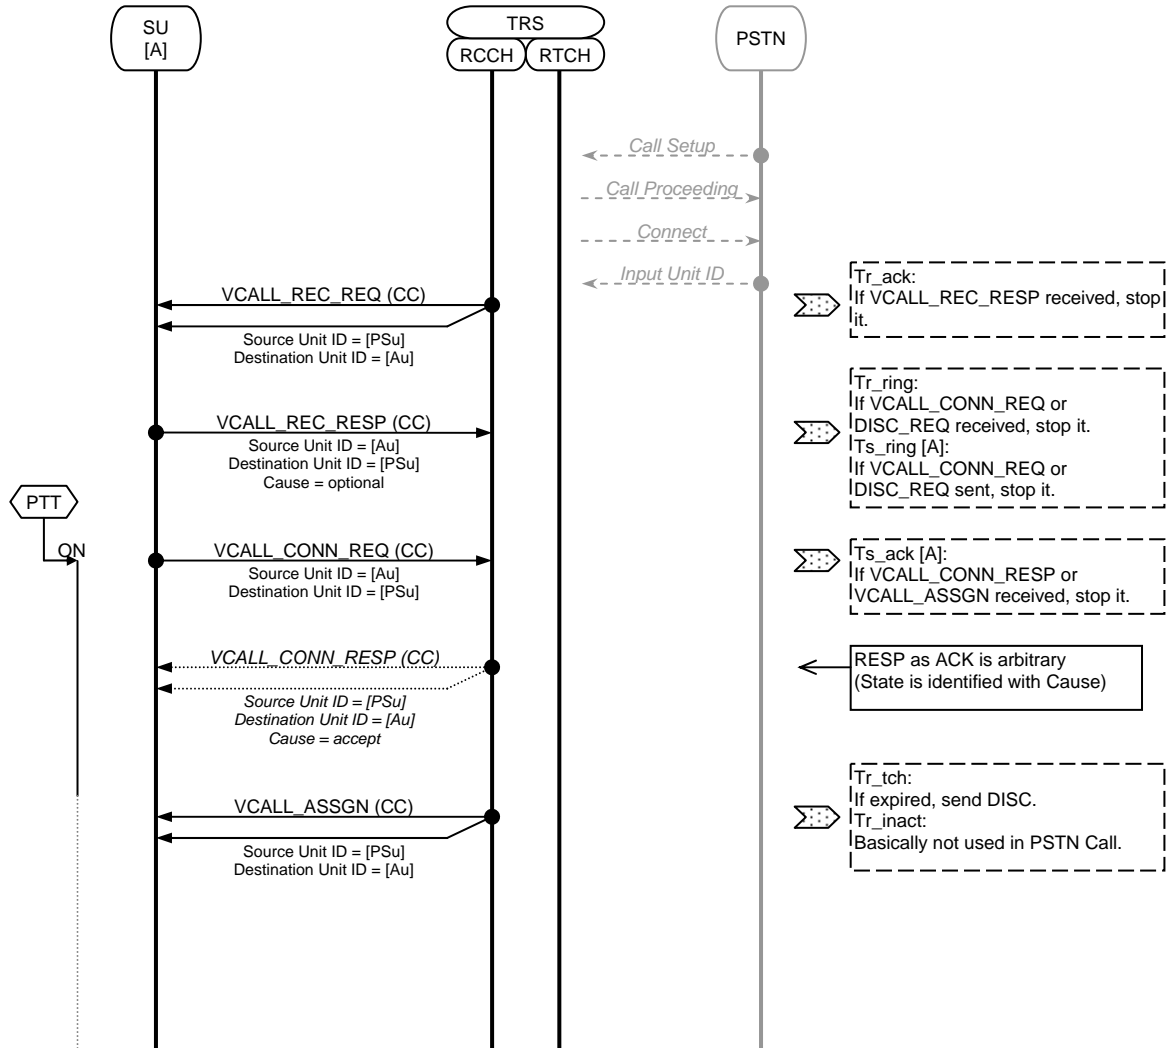 SU
[A]
TRS
RCCH
RTCH
PSTN
Call Setup
Call Proceeding
Connect
Input Unit ID
VCALL_REC_REQ (CC)
Source Unit ID = [PSu]
Destination Unit ID = [Au]
Tr_ack:
If VCALL_REC_RESP received, stop
it.
VCALL_REC_RESP (CC)
Source Unit ID = [Au]
Destination Unit ID = [PSu]
Cause = optional
Tr_ring:
If VCALL_CONN_REQ or
DISC_REQ received, stop it.
Ts_ring [A]:
If VCALL_CONN_REQ or
DISC_REQ sent, stop it.
PTT
ON
VCALL_CONN_REQ (CC)
Source Unit ID = [Au]
Destination Unit ID = [PSu]
Ts_ack [A]:
If VCALL_CONN_RESP or
VCALL_ASSGN received, stop it.
VCALL_CONN_RESP (CC)
Source Unit ID = [PSu]
Destination Unit ID = [Au]
Cause = accept
RESP as ACK is arbitrary
(State is identified with Cause)
VCALL_ASSGN (CC)
Source Unit ID = [PSu]
Destination Unit ID = [Au]
Tr_tch:
If expired, send DISC.
Tr_inact:
Basically not used in PSTN Call.